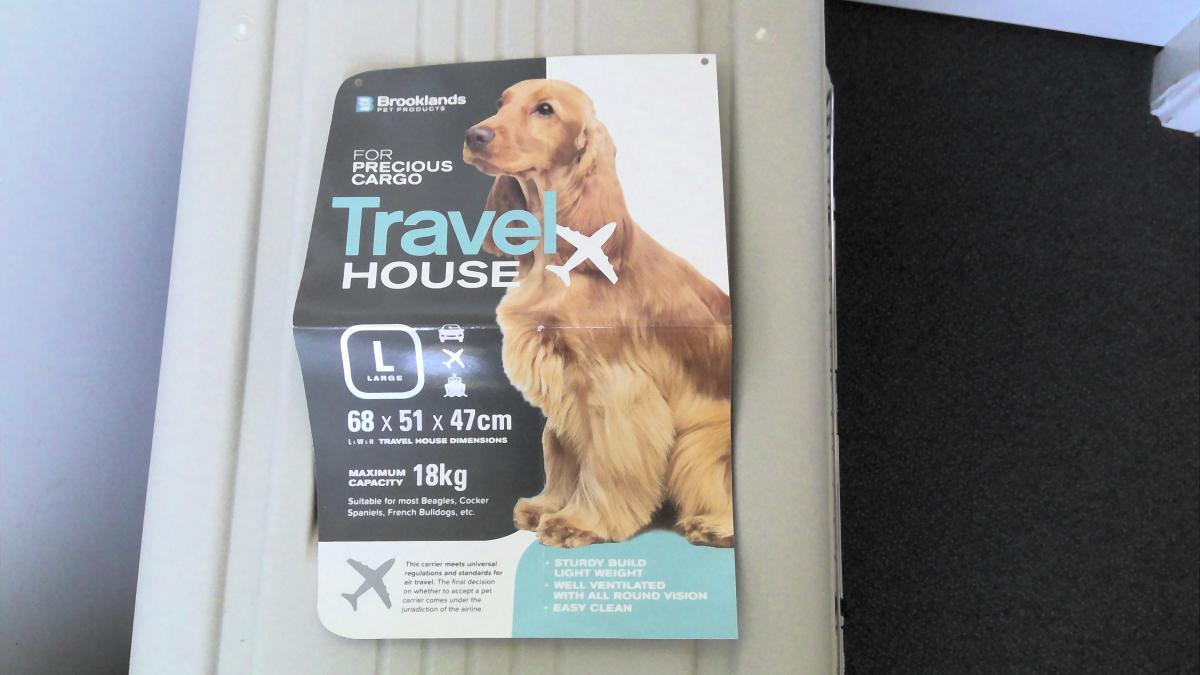 Brooklands
PET PRODUCTS
FOR
PRECIOUS
CARGO
Travel
HOUSE
L
LARGE
68 x 51 x 47cm
L x W x H TRAVEL HOUSE DIMENSIONS
MAXIMUM
CAPACITY 18kg
Suitable for most Beagles, Cocker
Spaniels, French Bulldogs, etc.
This carrier meets universal
regulations and standards for
air travel. The final decision
on whether to accept a pet
carrier comes under the
jurisdiction of the airline.
• STURDY BUILD
LIGHT WEIGHT
• WELL VENTILATED
WITH ALL ROUND VISION
• EASY CLEAN